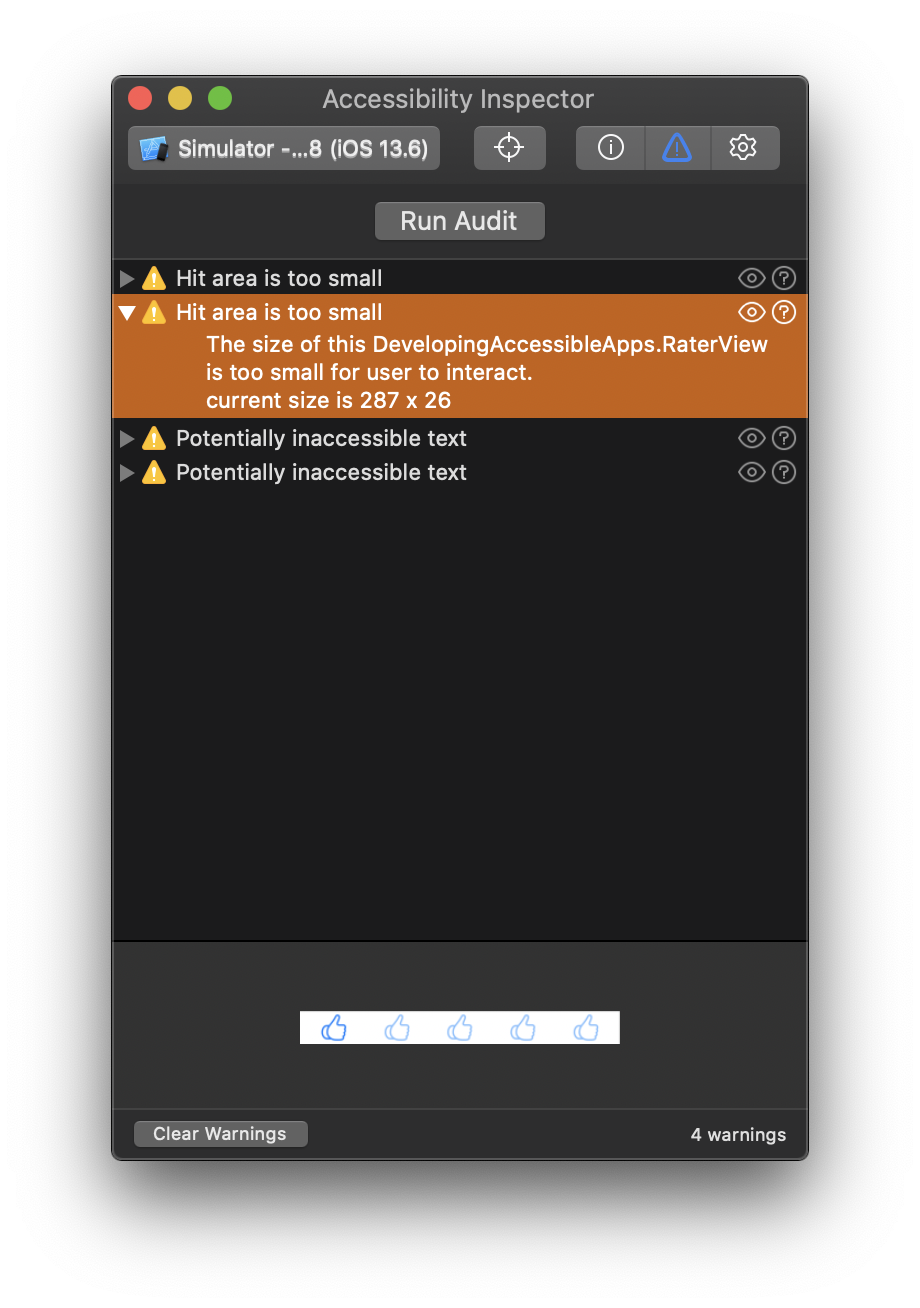 Accessibility Inspector
Simulator -...8 (iOS 13.6)
Run Audit
Hit area is too small
Hit area is too small
The size of this DevelopingAccessibleApps.RaterView
is too small for user to interact.
current size is 287 x 26
Potentially inaccessible text
Potentially inaccessible text
Clear Warnings
4 warnings